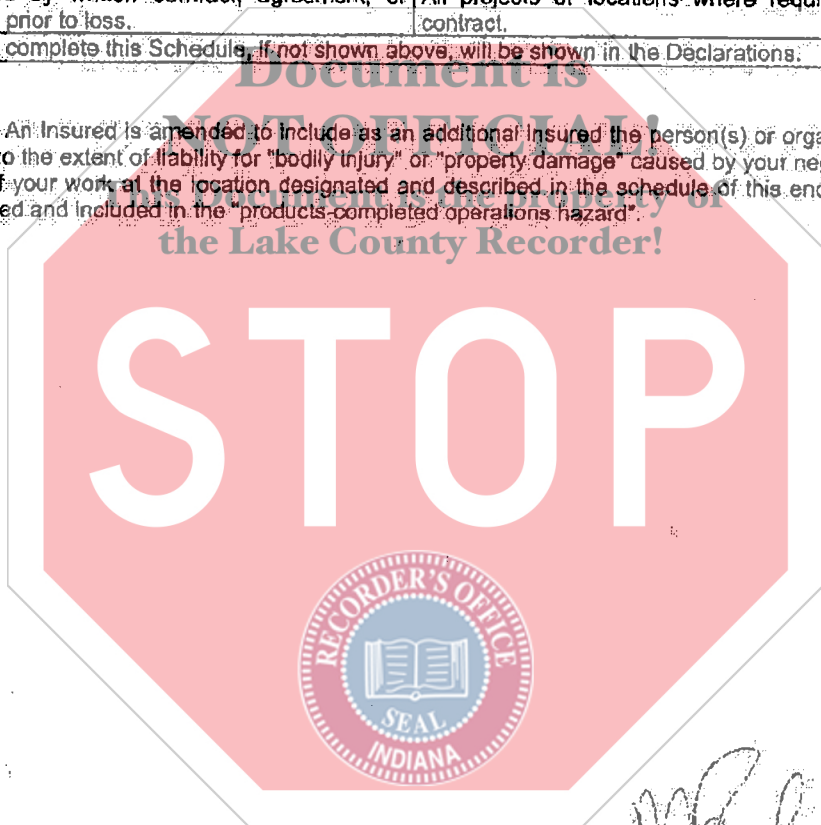 prior to loss.
contract.
complete this Schedule, if not shown above, will be shown in the Declarations.
Document is
NOT OFFICIAL!
This Document is the property of
the Lake County Recorder!
An Insured is amended to include as an additional insured the person(s) or orga
o the extent of liability for "bodily injury" or "property damage" caused by your ne
f your work at the location designated and described in the schedule of this en
ed and included in the "products-completed operations hazard".
STOP
RECORDER'S OFFICE
SEAL
INDIANA